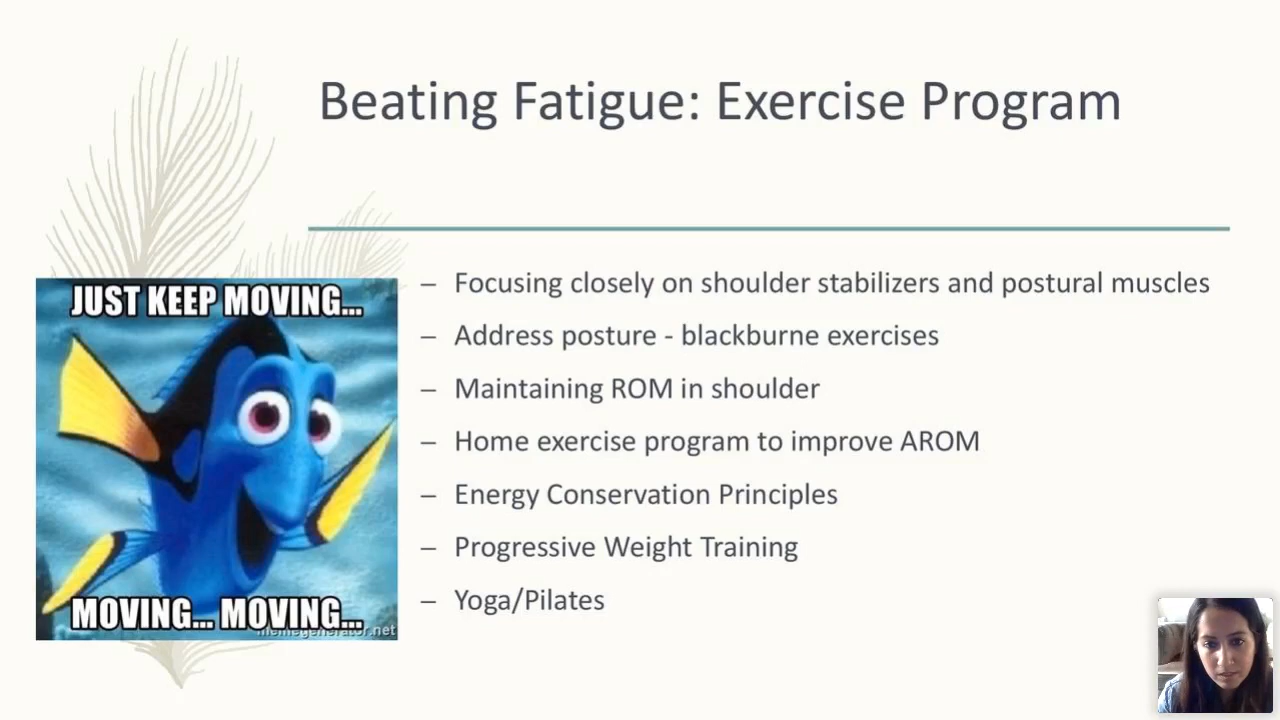 Beating Fatigue: Exercise Program
JUST KEEP MOVING...
MOVING... MOVING...
memegenerator.net
– Focusing closely on shoulder stabilizers and postural muscles
– Address posture - blackburne exercises
– Maintaining ROM in shoulder
– Home exercise program to improve AROM
– Energy Conservation Principles
– Progressive Weight Training
– Yoga/Pilates